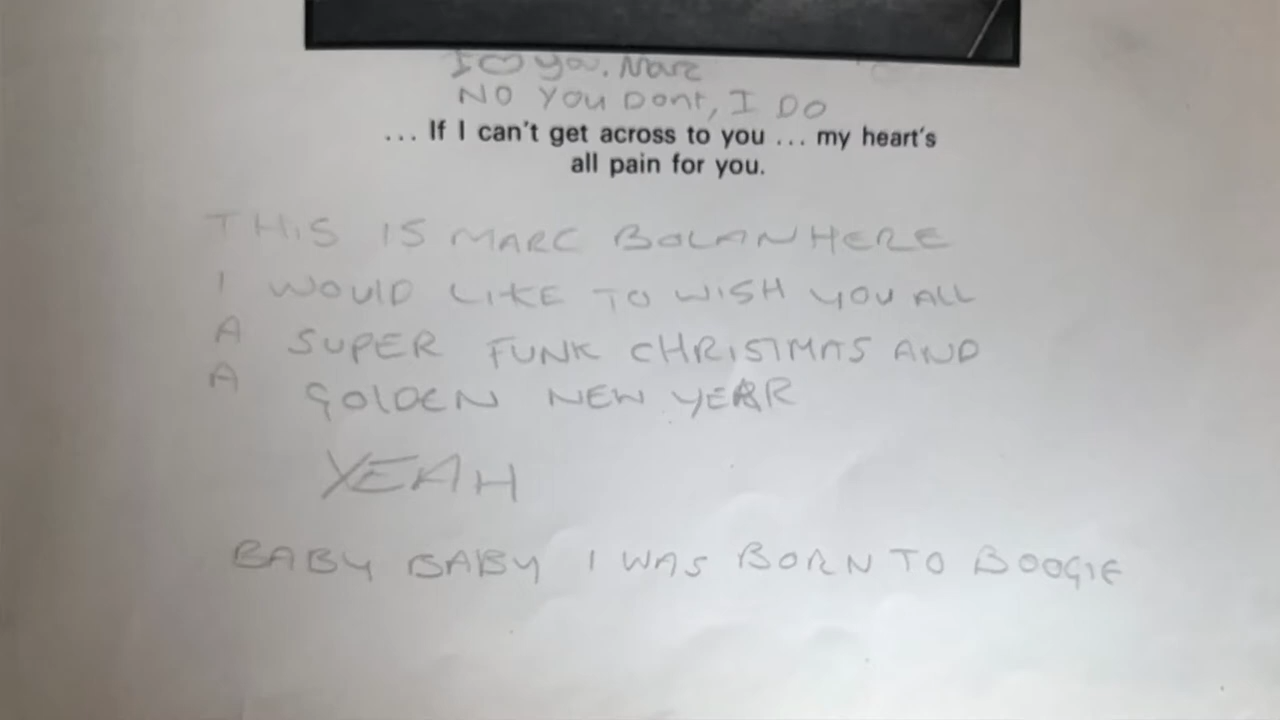 I ♡ you. Marc
NO YOU DONT, I DO
... If I can't get across to you ... my heart's
all pain for you.
THIS IS MARC BOLAN HERE
I WOULD LIKE TO WISH YOU ALL
A SUPER FUNK CHRISTMAS AND
A GOLDEN NEW YEAR
YEAH
BABY BABY I WAS BORN TO BOOGIE